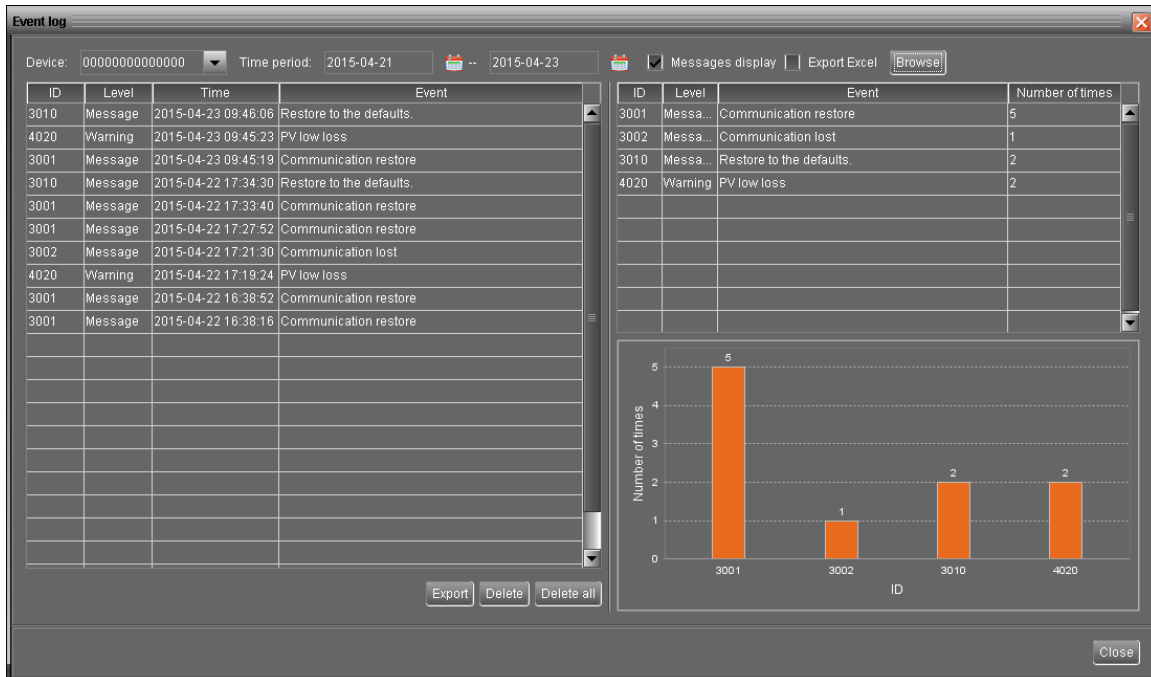 Event log
Device: 00000000000000 Time period: 2015-04-21 -- 2015-04-23 Messages display Export Excel Browse
ID Level Time Event
3010 Message 2015-04-23 09:46:06 Restore to the defaults.
4020 Warning 2015-04-23 09:45:23 PV low loss
3001 Message 2015-04-23 09:45:19 Communication restore
3010 Message 2015-04-22 17:34:30 Restore to the defaults.
3001 Message 2015-04-22 17:33:40 Communication restore
3001 Message 2015-04-22 17:27:52 Communication restore
3002 Message 2015-04-22 17:21:30 Communication lost
4020 Warning 2015-04-22 17:19:24 PV low loss
3001 Message 2015-04-22 16:38:52 Communication restore
3001 Message 2015-04-22 16:38:16 Communication restore
Export Delete Delete all
ID Level Event Number of times
3001 Messa... Communication restore 5
3002 Messa... Communication lost 1
3010 Messa... Restore to the defaults. 2
4020 Warning PV low loss 2
Number of times
5
4
3
2
1
0
5
1
2
2
3001 3002 3010 4020
ID
Close